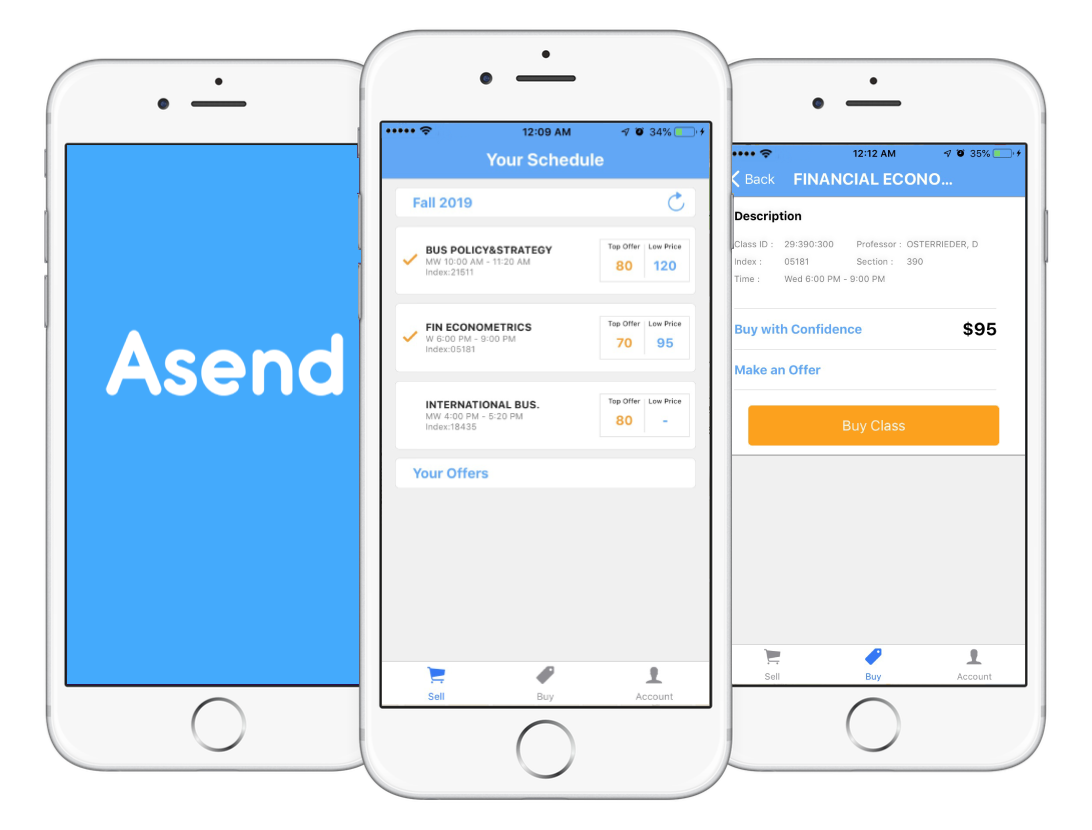 Asend
12:09 AM
34%
Your Schedule
Fall 2019
BUS POLICY&STRATEGY
MW 10:00 AM - 11:20 AM
Index:21511
Top Offer
Low Price
80
120
FIN ECONOMETRICS
W 6:00 PM - 9:00 PM
Index:05181
Top Offer
Low Price
70
95
INTERNATIONAL BUS.
MW 4:00 PM - 5:20 PM
Index:18435
Top Offer
Low Price
80
-
Your Offers
Sell
Buy
Account
12:12 AM
35%
Back
FINANCIAL ECONO...
Description
Class ID : 29:390:300 Professor : OSTERRIEDER, D
Index : 05181 Section : 390
Time : Wed 6:00 PM - 9:00 PM
Buy with Confidence $95
Make an Offer
Buy Class
Sell
Buy
Account